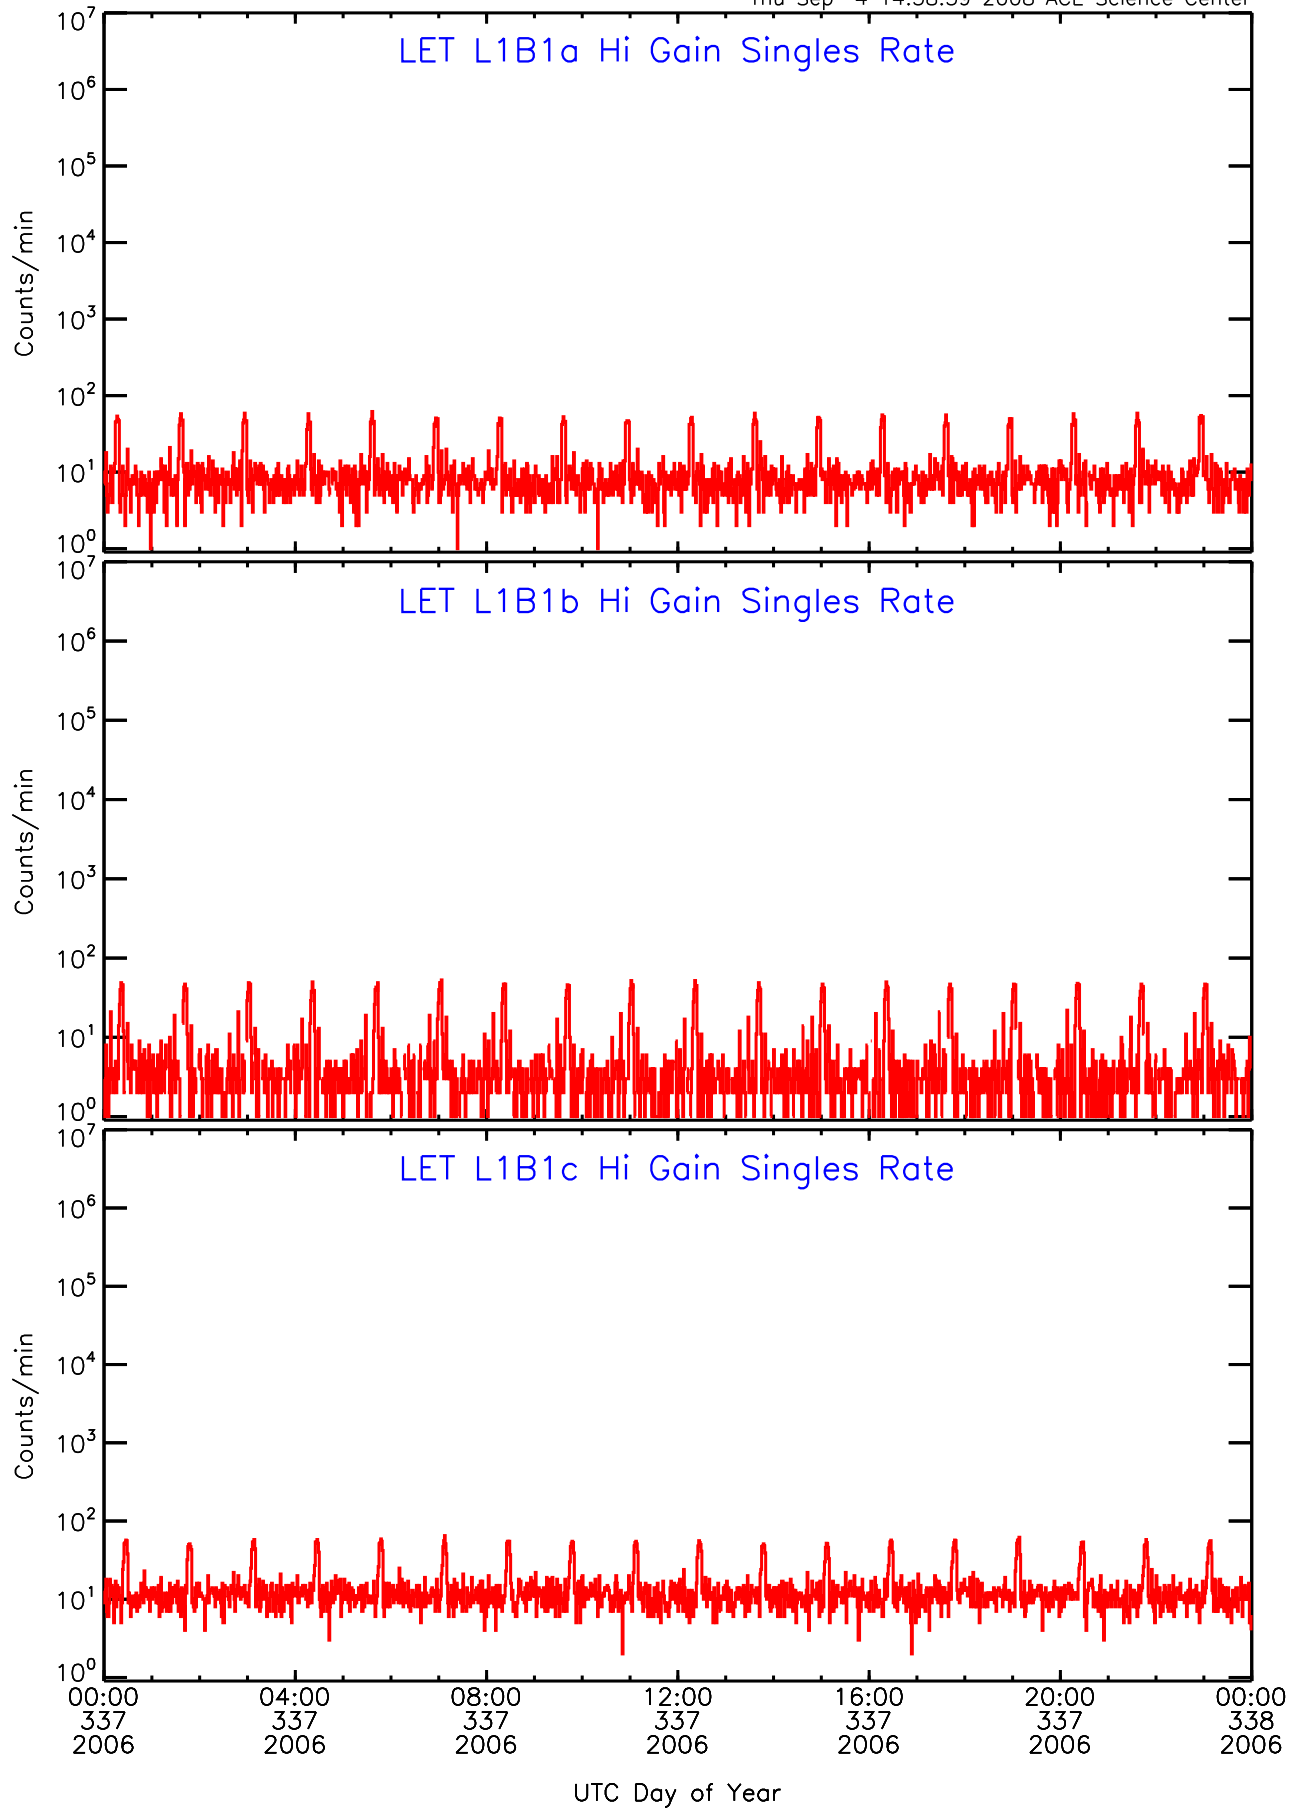 LET L1B1a Hi Gain Singles Rate
10^7
10^6
10^5
10^4
10^3
10^2
10^1
10^0
Counts/min
LET L1B1b Hi Gain Singles Rate
10^7
10^6
10^5
10^4
10^3
10^2
10^1
10^0
Counts/min
LET L1B1c Hi Gain Singles Rate
10^7
10^6
10^5
10^4
10^3
10^2
10^1
10^0
Counts/min
00:00 04:00 08:00 12:00 16:00 20:00 00:00
337 337 337 337 337 337 338
2006 2006 2006 2006 2006 2006 2006
UTC Day of Year